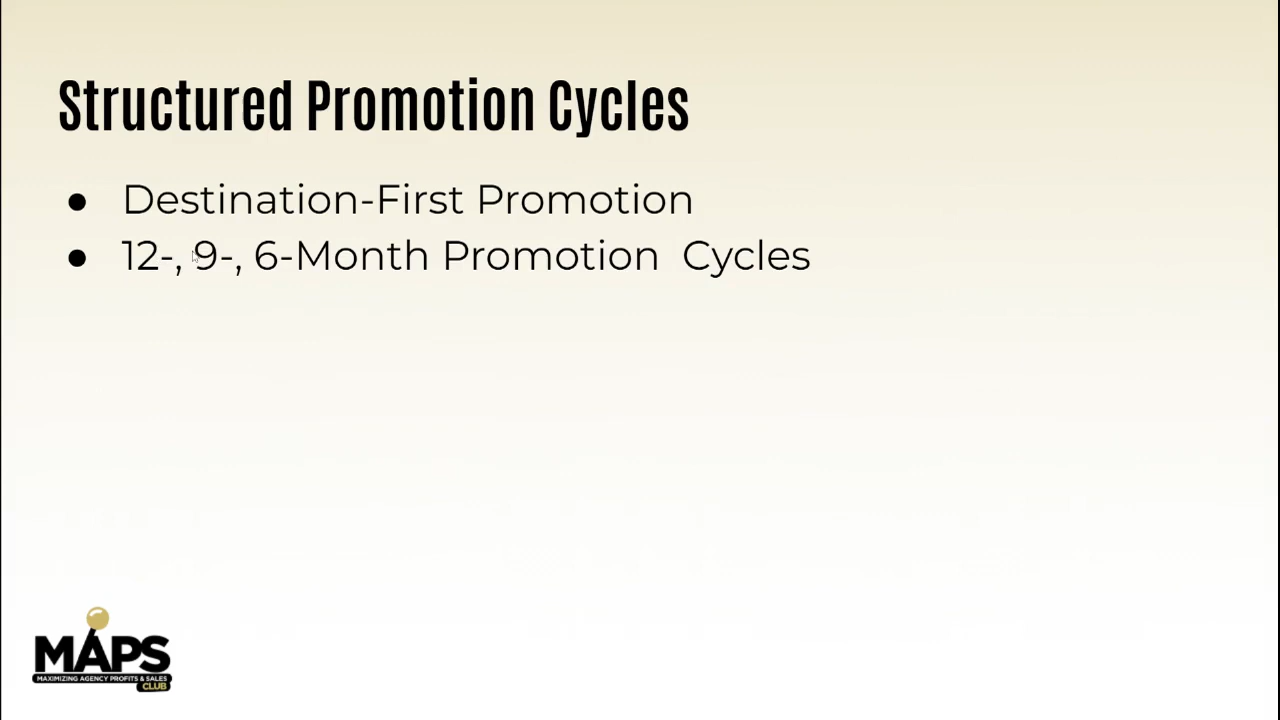 Structured Promotion Cycles
● Destination-First Promotion
● 12-, 9-, 6-Month Promotion  Cycles
MAPS
MAXIMIZING AGENCY PROFITS & SALES
CLUB